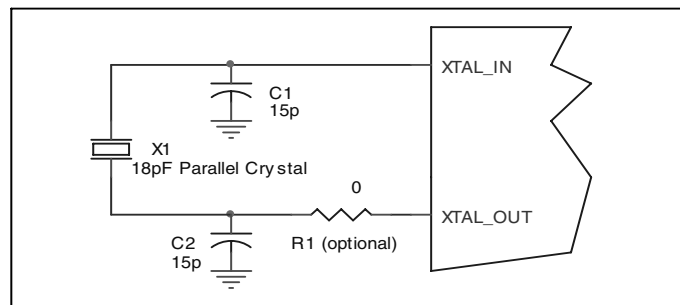 XTAL_IN
C1
15p
X1
18pF Parallel Crystal
0
XTAL_OUT
C2
15p
R1 (optional)